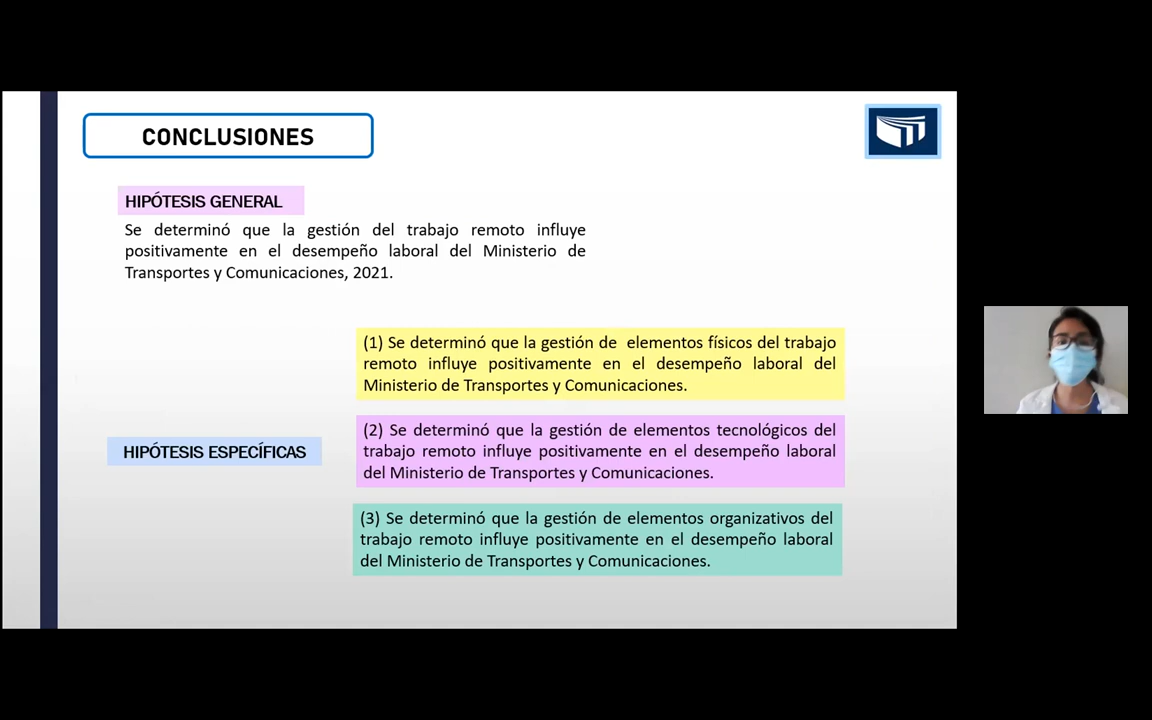 CONCLUSIONES
HIPÓTESIS GENERAL
Se determinó que la gestión del trabajo remoto influye
positivamente en el desempeño laboral del Ministerio de
Transportes y Comunicaciones, 2021.
(1) Se determinó que la gestión de elementos físicos del trabajo
remoto influye positivamente en el desempeño laboral del
Ministerio de Transportes y Comunicaciones.
HIPÓTESIS ESPECÍFICAS
(2) Se determinó que la gestión de elementos tecnológicos del
trabajo remoto influye positivamente en el desempeño laboral
del Ministerio de Transportes y Comunicaciones.
(3) Se determinó que la gestión de elementos organizativos del
trabajo remoto influye positivamente en el desempeño laboral
del Ministerio de Transportes y Comunicaciones.